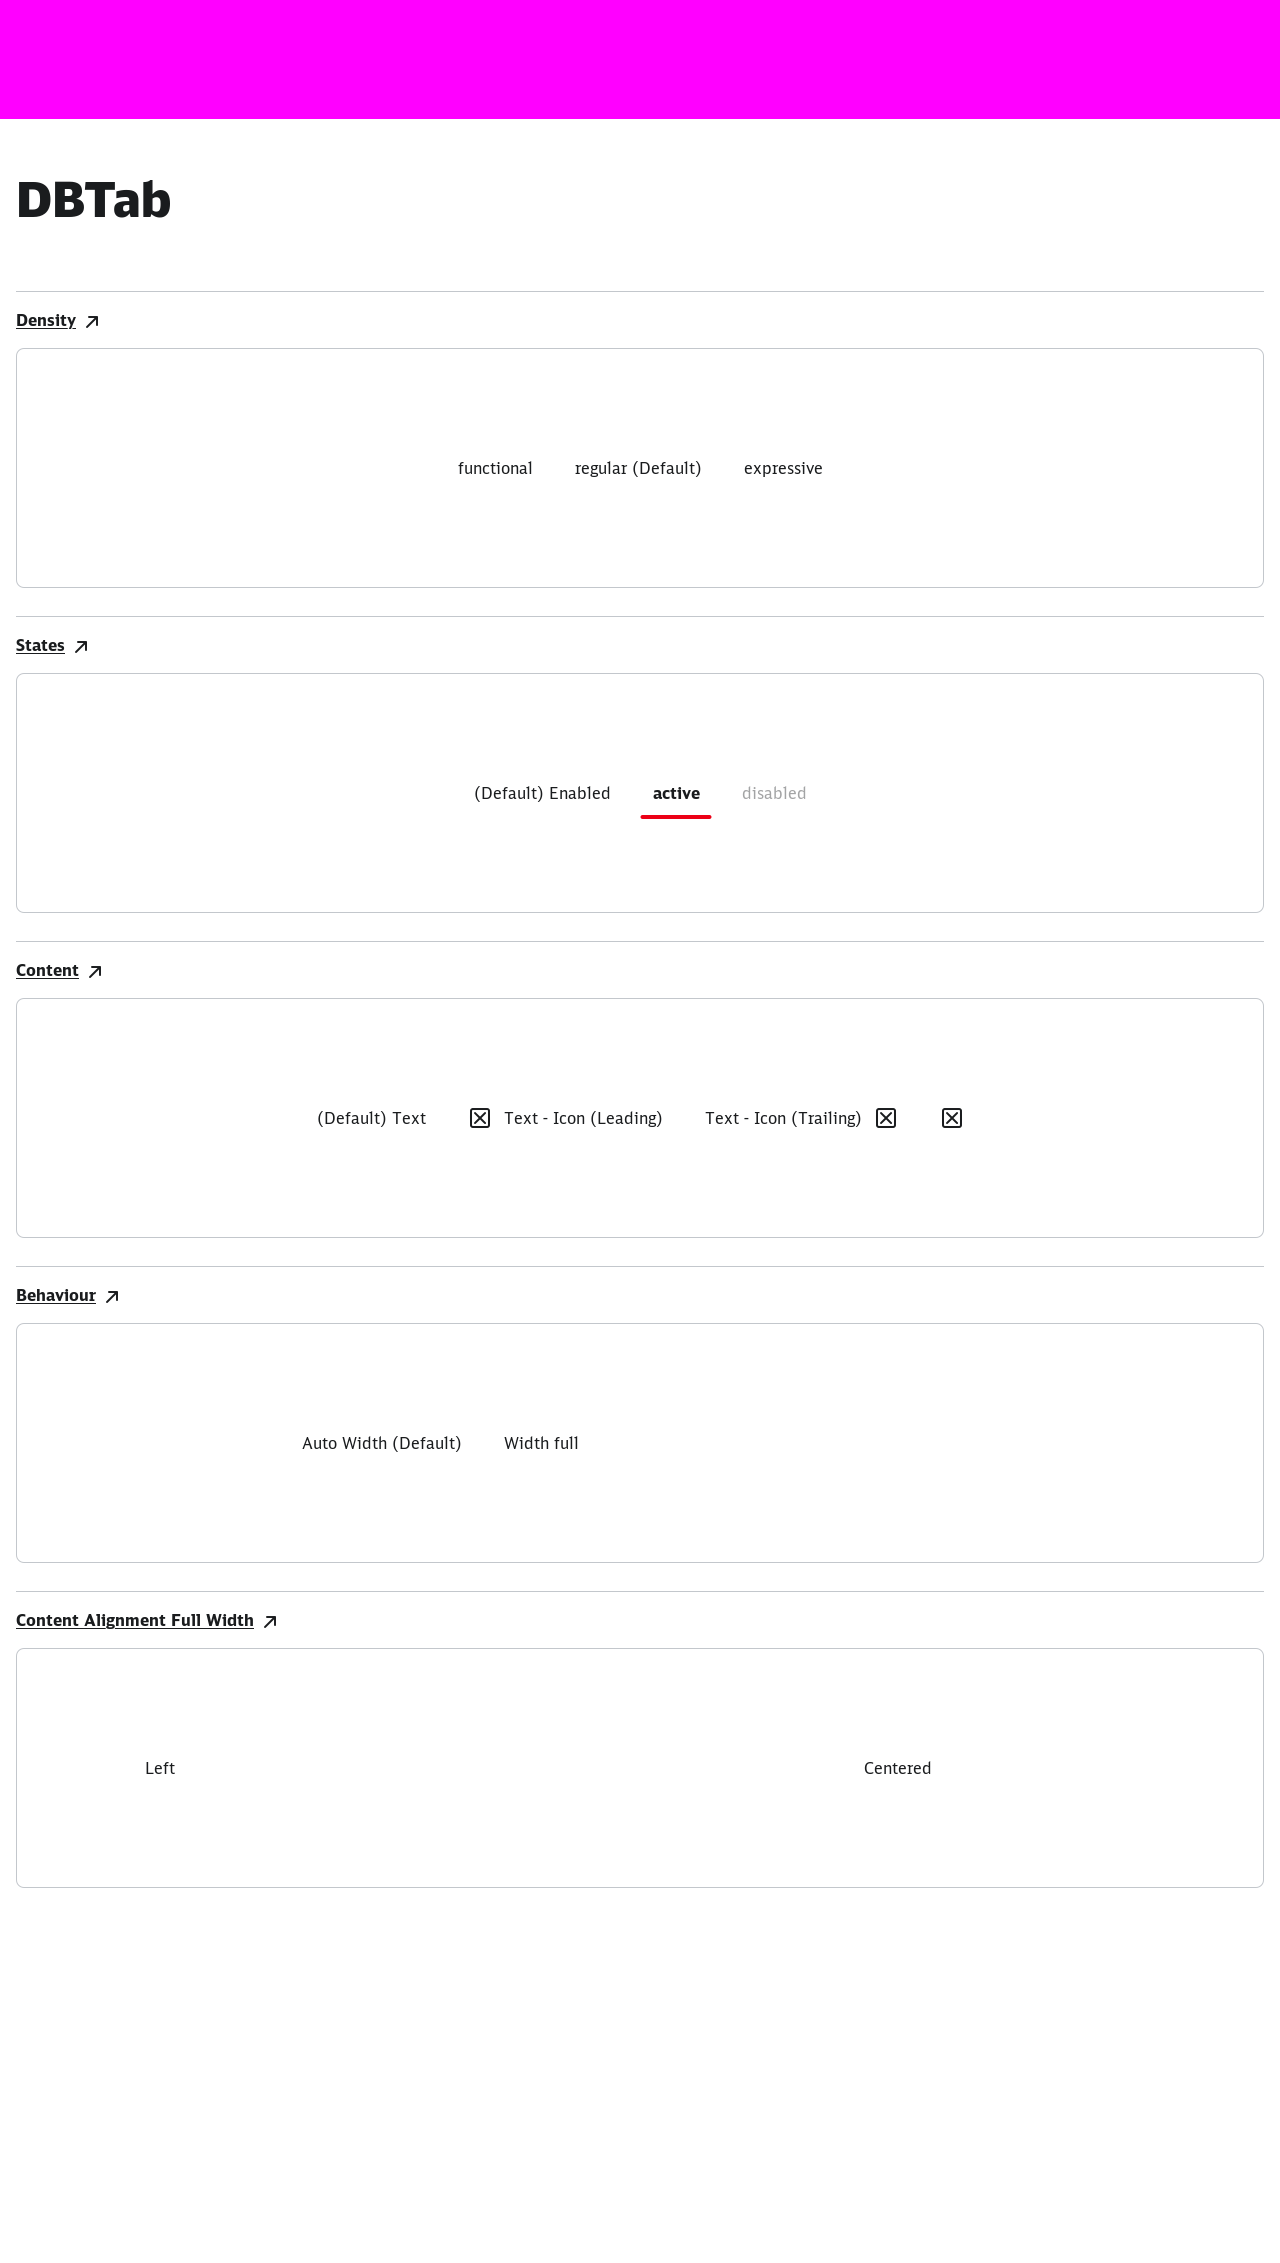 DBTab
Density
functional regular (Default) expressive
States
(Default) Enabled active disabled
Content
(Default) Text Text - Icon (Leading) Text - Icon (Trailing)
Behaviour
Auto Width (Default) Width full
Content Alignment Full Width
Left Centered